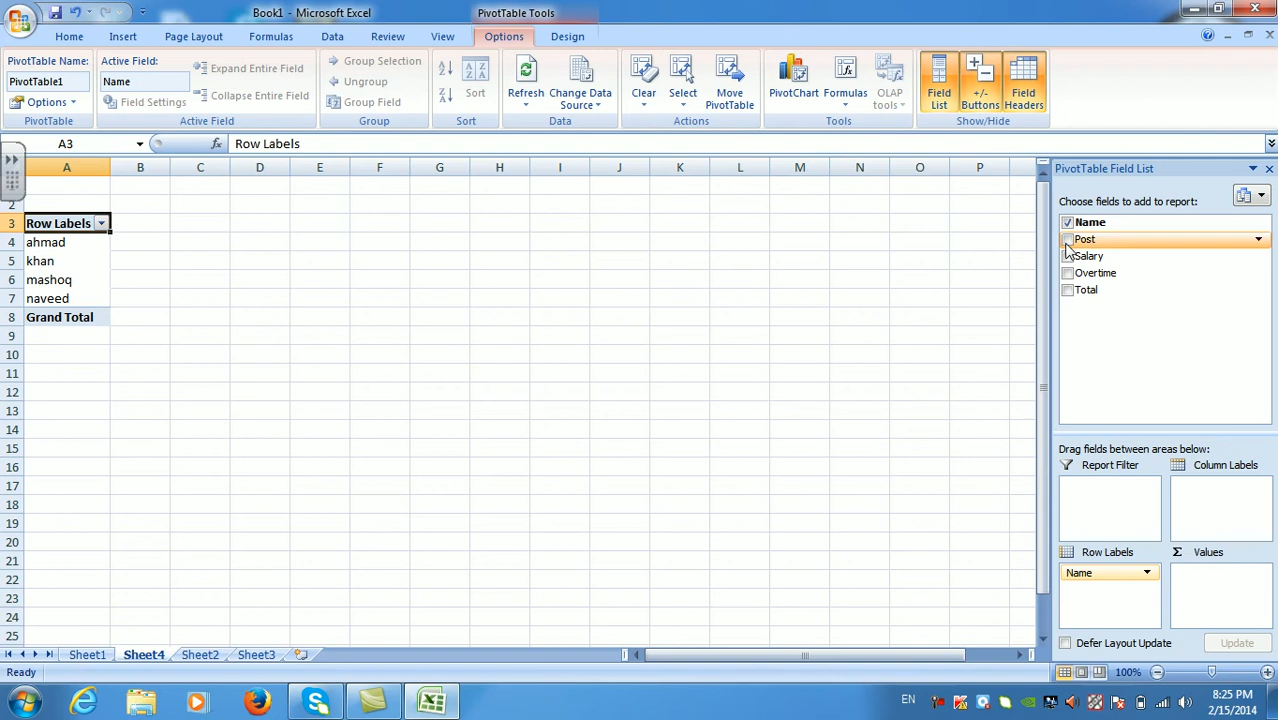 Book1 - Microsoft Excel
PivotTable Tools
Home
Insert
Page Layout
Formulas
Data
Review
View
Options
Design
PivotTable Name:
PivotTable1
Options
PivotTable
Active Field:
Name
Field Settings
Expand Entire Field
Collapse Entire Field
Active Field
Group Selection
Ungroup
Group Field
Group
Sort
Sort
Refresh
Change Data
Source
Data
Clear
Select
Move
PivotTable
Actions
PivotChart
Formulas
OLAP
tools
Tools
Field
List
+/-
Buttons
Field
Headers
Show/Hide
A3
fx
Row Labels
A B C D E F G H I J K L M N O P
2
3 Row Labels
4 ahmad
5 khan
6 mashoq
7 naveed
8 Grand Total
9
10
11
12
13
14
15
16
17
18
19
20
21
22
23
24
25
PivotTable Field List
Choose fields to add to report:
Name
Post
Salary
Overtime
Total
Drag fields between areas below:
Report Filter
Column Labels
Row Labels
Σ Values
Name
Defer Layout Update
Update
Sheet1
Sheet4
Sheet2
Sheet3
Ready
100%
EN
8:25 PM
2/15/2014